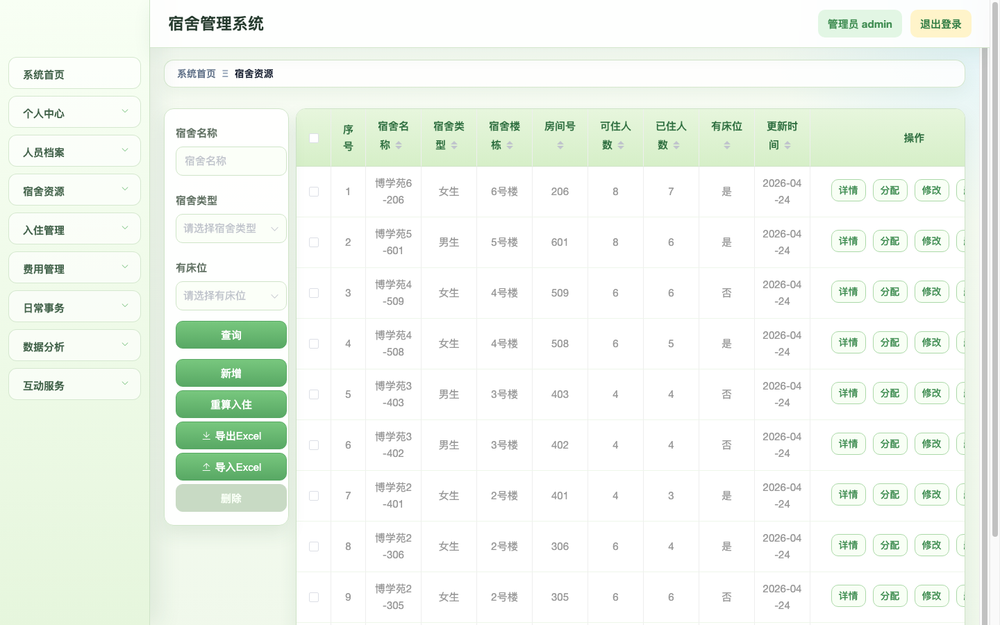 宿舍管理系统
管理员 admin
退出登录
系统首页
个人中心
人员档案
宿舍资源
入住管理
费用管理
日常事务
数据分析
互动服务
系统首页 宿舍资源
宿舍名称
宿舍名称
宿舍类型
请选择宿舍类型
有床位
请选择有床位
查询
新增
重算入住
导出Excel
导入Excel
删除
序号 宿舍名称 宿舍类型 宿舍楼栋 房间号 可住人数 已住人数 有床位 更新时间 操作
1 博学苑6-206 女生 6号楼 206 8 7 是 2026-04-24 详情 分配 修改
2 博学苑5-601 男生 5号楼 601 8 6 是 2026-04-24 详情 分配 修改
3 博学苑4-509 女生 4号楼 509 6 6 否 2026-04-24 详情 分配 修改
4 博学苑4-508 女生 4号楼 508 6 5 是 2026-04-24 详情 分配 修改
5 博学苑3-403 男生 3号楼 403 4 4 否 2026-04-24 详情 分配 修改
6 博学苑3-402 男生 3号楼 402 4 4 否 2026-04-24 详情 分配 修改
7 博学苑2-401 女生 2号楼 401 4 3 是 2026-04-24 详情 分配 修改
8 博学苑2-306 女生 2号楼 306 6 4 是 2026-04-24 详情 分配 修改
9 博学苑2-305 女生 2号楼 305 6 6 否 2026-04-24 详情 分配 修改